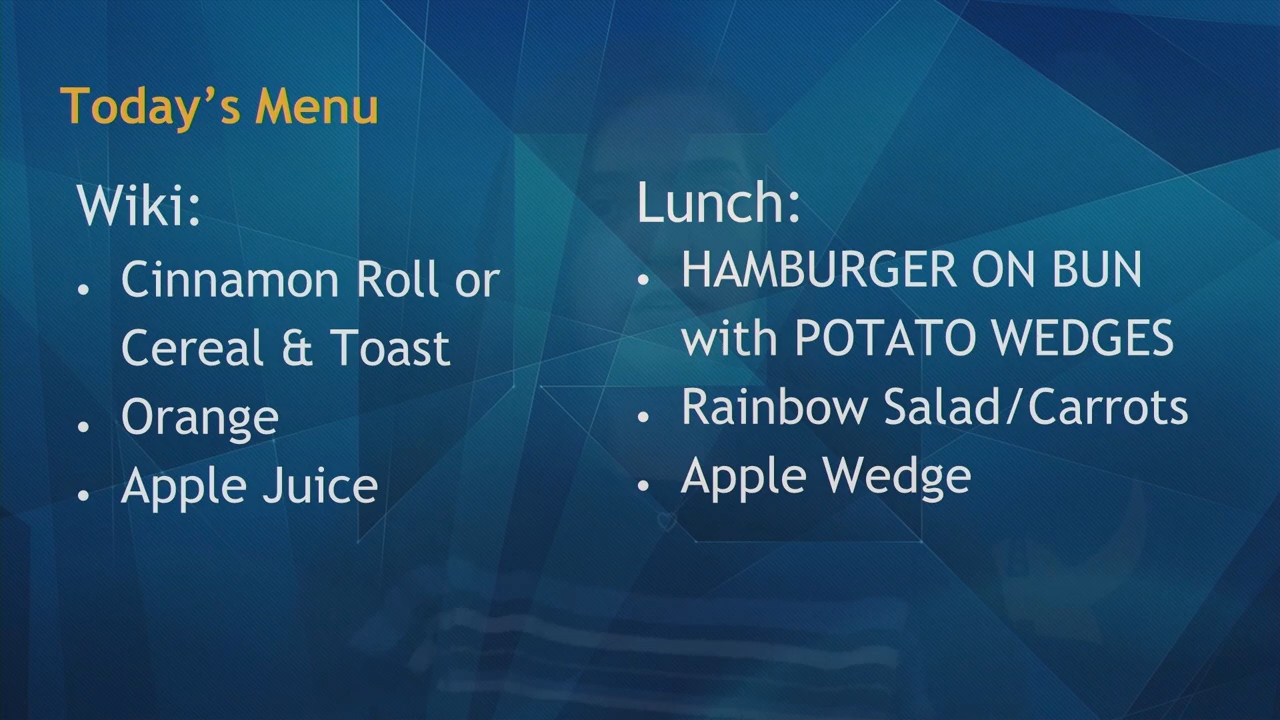 Today’s Menu
Wiki:
• Cinnamon Roll or
Cereal & Toast
• Orange
• Apple Juice
Lunch:
• HAMBURGER ON BUN
with POTATO WEDGES
• Rainbow Salad/Carrots
• Apple Wedge